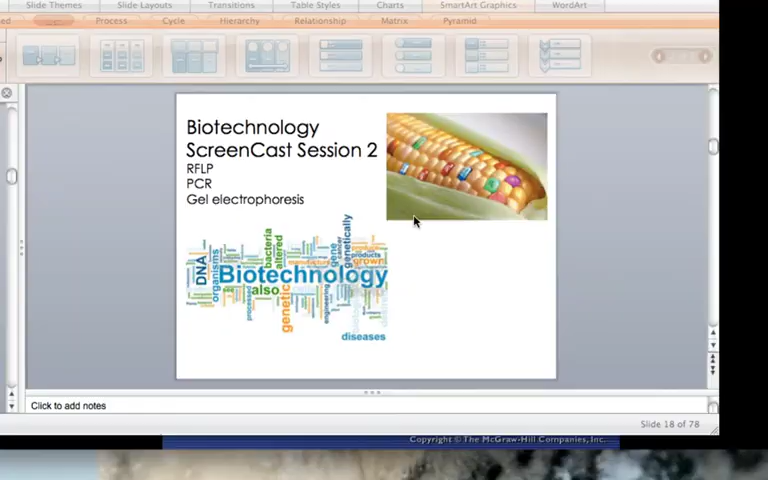 Slide Themes Slide Layouts Transitions Table Styles Charts SmartArt Graphics WordArt
Process Cycle Hierarchy Relationship Matrix Pyramid
Biotechnology
ScreenCast Session 2
RFLP
PCR
Gel electrophoresis
DNA
organisms
bacteria
altered
gene
cancer
genetically
products
grown
Biotechnology
processed
also
genetic
engineering
diseases
Click to add notes
Slide 18 of 78
Copyright © The McGraw-Hill Companies, Inc.